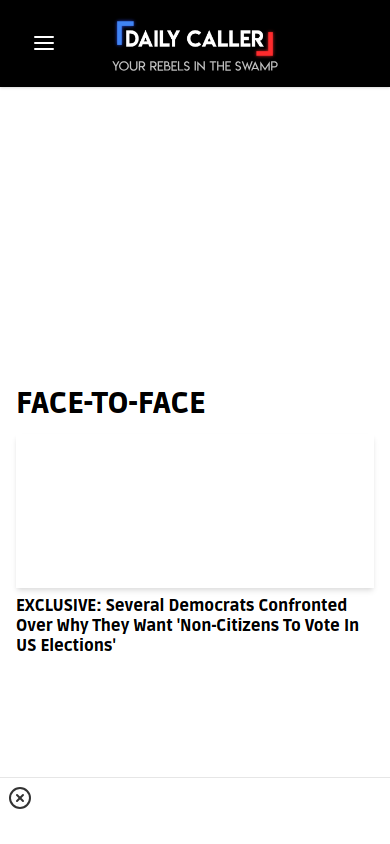 DAILY CALLER
YOUR REBELS IN THE SWAMP
FACE-TO-FACE
EXCLUSIVE: Several Democrats Confronted
Over Why They Want 'Non-Citizens To Vote In
US Elections'